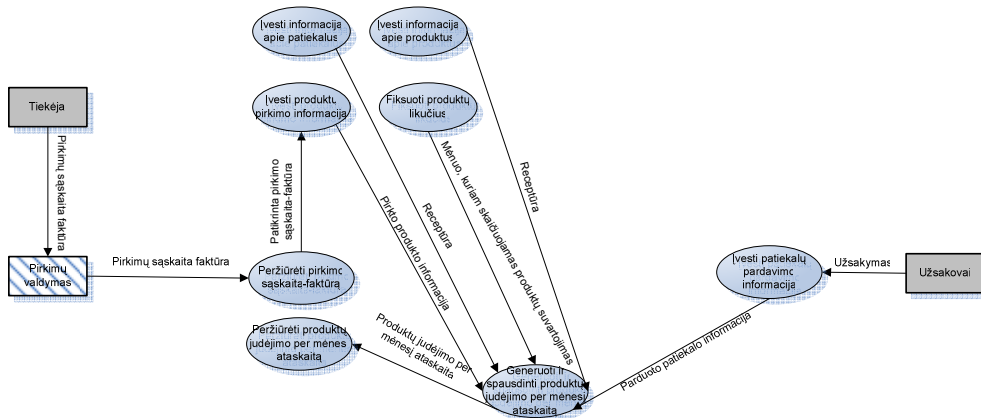 Įvesti informaciją
apie patiekalus
Įvesti informaciją
apie produktus
Tiekėja
Įvesti produktų
pirkimo informaciją
Fiksuoti produktų
likučius
Pirkimų sąskaita faktūra
Patikrinta pirkimo
sąskaita-faktūra
Pirkto produkto informacija
Receptūra
Mėnuo, kuriam skaičiuojamas produktų suvartojimas
Receptūra
Pirkimų
valdymas
Pirkimų sąskaita faktūra
Peržiūrėti pirkimo
sąskaita-faktūrą
Įvesti patiekalų
pardavimo
informaciją
Užsakymas
Užsakovai
Peržiūrėti produktų
judėjimo per mėnesį
ataskaitą
Produktų judėjimo per
mėnesį ataskaita
Generuoti ir
spausdinti produktų
judėjimo per mėnesį
ataskaitą
Parduoto patiekalo informacija